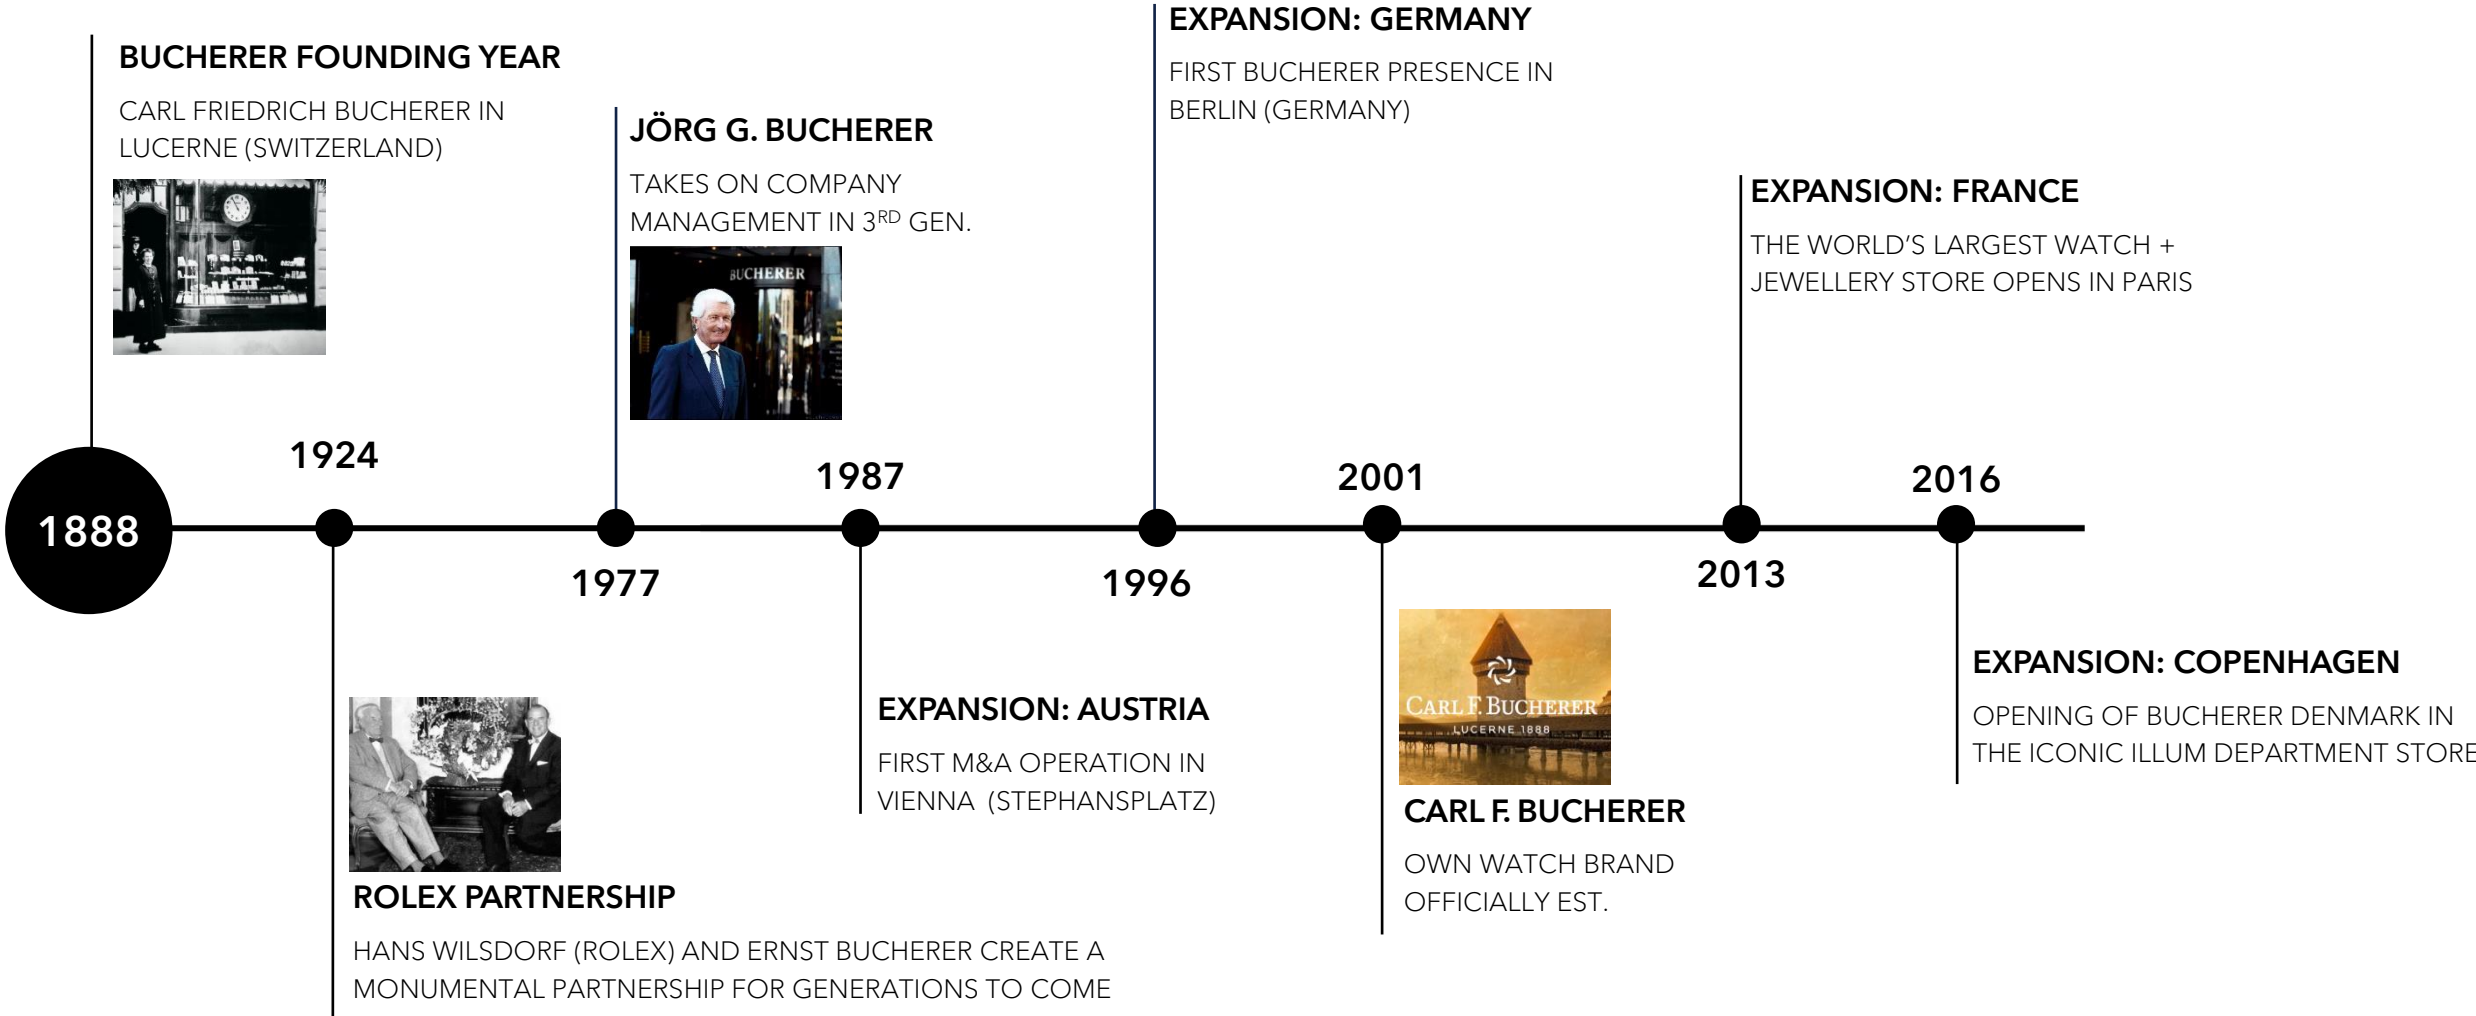 BUCHERER FOUNDING YEAR
CARL FRIEDRICH BUCHERER IN
LUCERNE (SWITZERLAND)
1888
1924
ROLEX PARTNERSHIP
HANS WILSDORF (ROLEX) AND ERNST BUCHERER CREATE A
MONUMENTAL PARTNERSHIP FOR GENERATIONS TO COME
JÖRG G. BUCHERER
TAKES ON COMPANY
MANAGEMENT IN 3RD GEN.
BUCHERER
1977
1987
EXPANSION: AUSTRIA
FIRST M&A OPERATION IN
VIENNA (STEPHANSPLATZ)
EXPANSION: GERMANY
FIRST BUCHERER PRESENCE IN
BERLIN (GERMANY)
1996
2001
CARL F. BUCHERER
LUCERNE 1888
CARL F. BUCHERER
OWN WATCH BRAND
OFFICIALLY EST.
EXPANSION: FRANCE
THE WORLD’S LARGEST WATCH +
JEWELLERY STORE OPENS IN PARIS
2013
2016
EXPANSION: COPENHAGEN
OPENING OF BUCHERER DENMARK IN
THE ICONIC ILLUM DEPARTMENT STORE